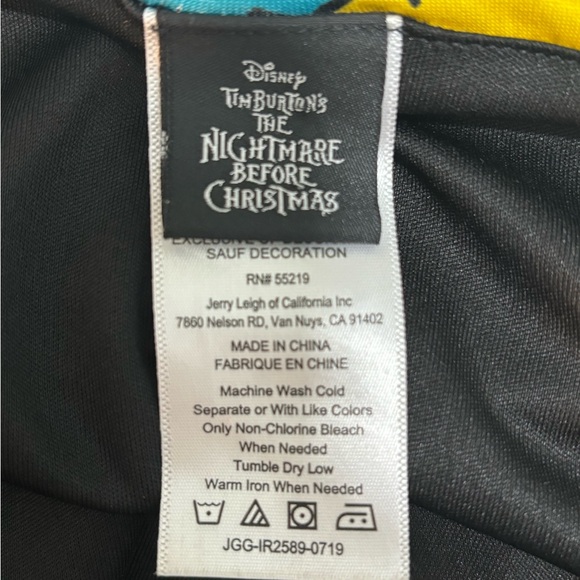 Disney
Tim Burton's
The
Nightmare
Before
Christmas
SAUF DECORATION
RN# 55219
Jerry Leigh of California Inc
7860 Nelson RD, Van Nuys, CA 91402
MADE IN CHINA
FABRIQUE EN CHINE
Machine Wash Cold
Separate or With Like Colors
Only Non-Chlorine Bleach
When Needed
Tumble Dry Low
Warm Iron When Needed
JGG-IR2589-0719